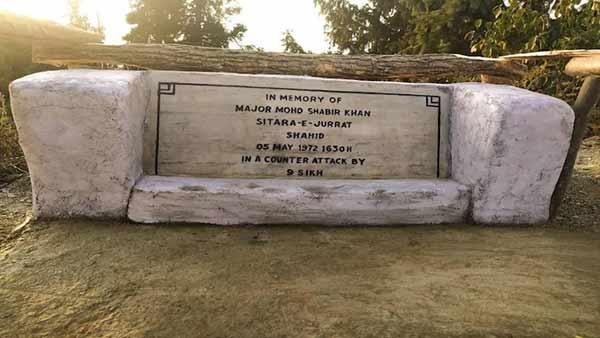 IN MEMORY OF
MAJOR MOHD SHABIR KHAN
SITARA-E-JURRAT
SHAHID
05 MAY 1972 1630H
IN A COUNTER ATTACK BY
9 SIKH